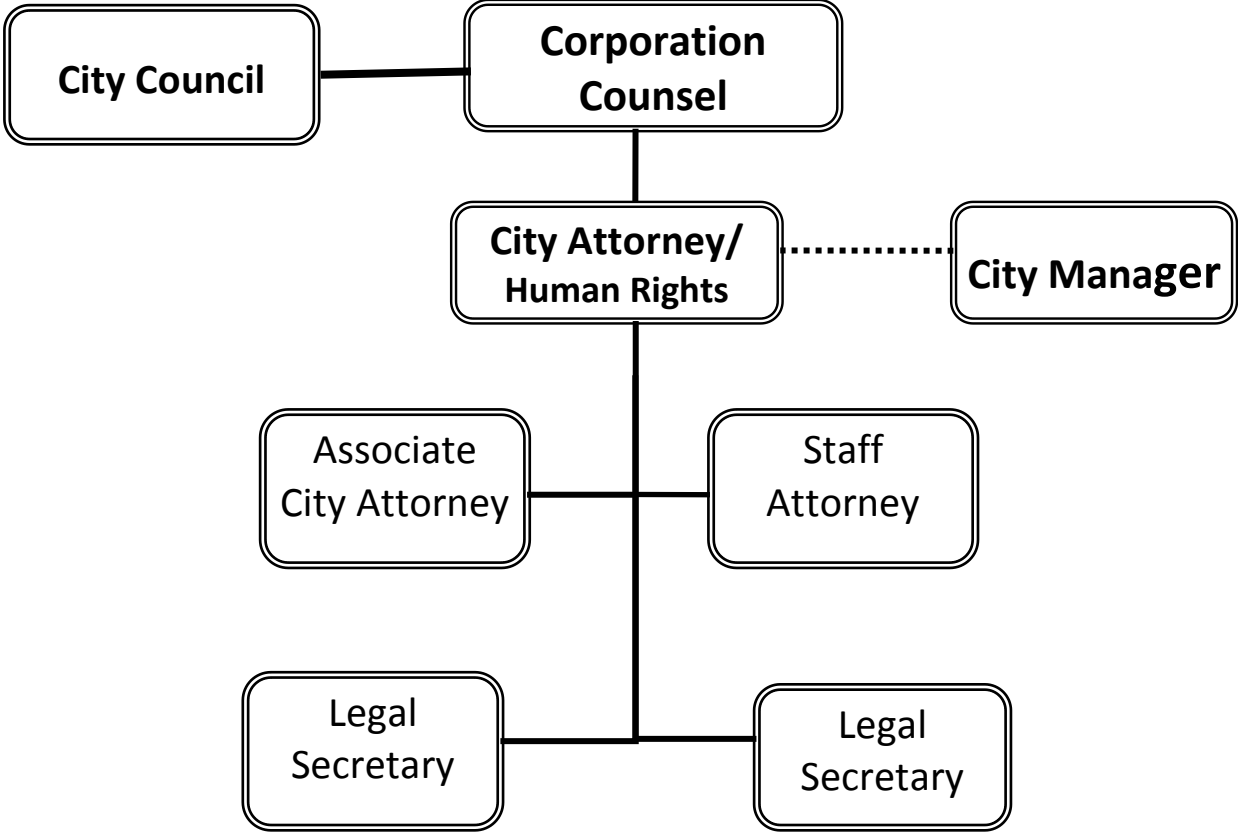 City Council
Corporation
Counsel
City Attorney/
Human Rights
City Manager
Associate
City Attorney
Staff
Attorney
Legal
Secretary
Legal
Secretary